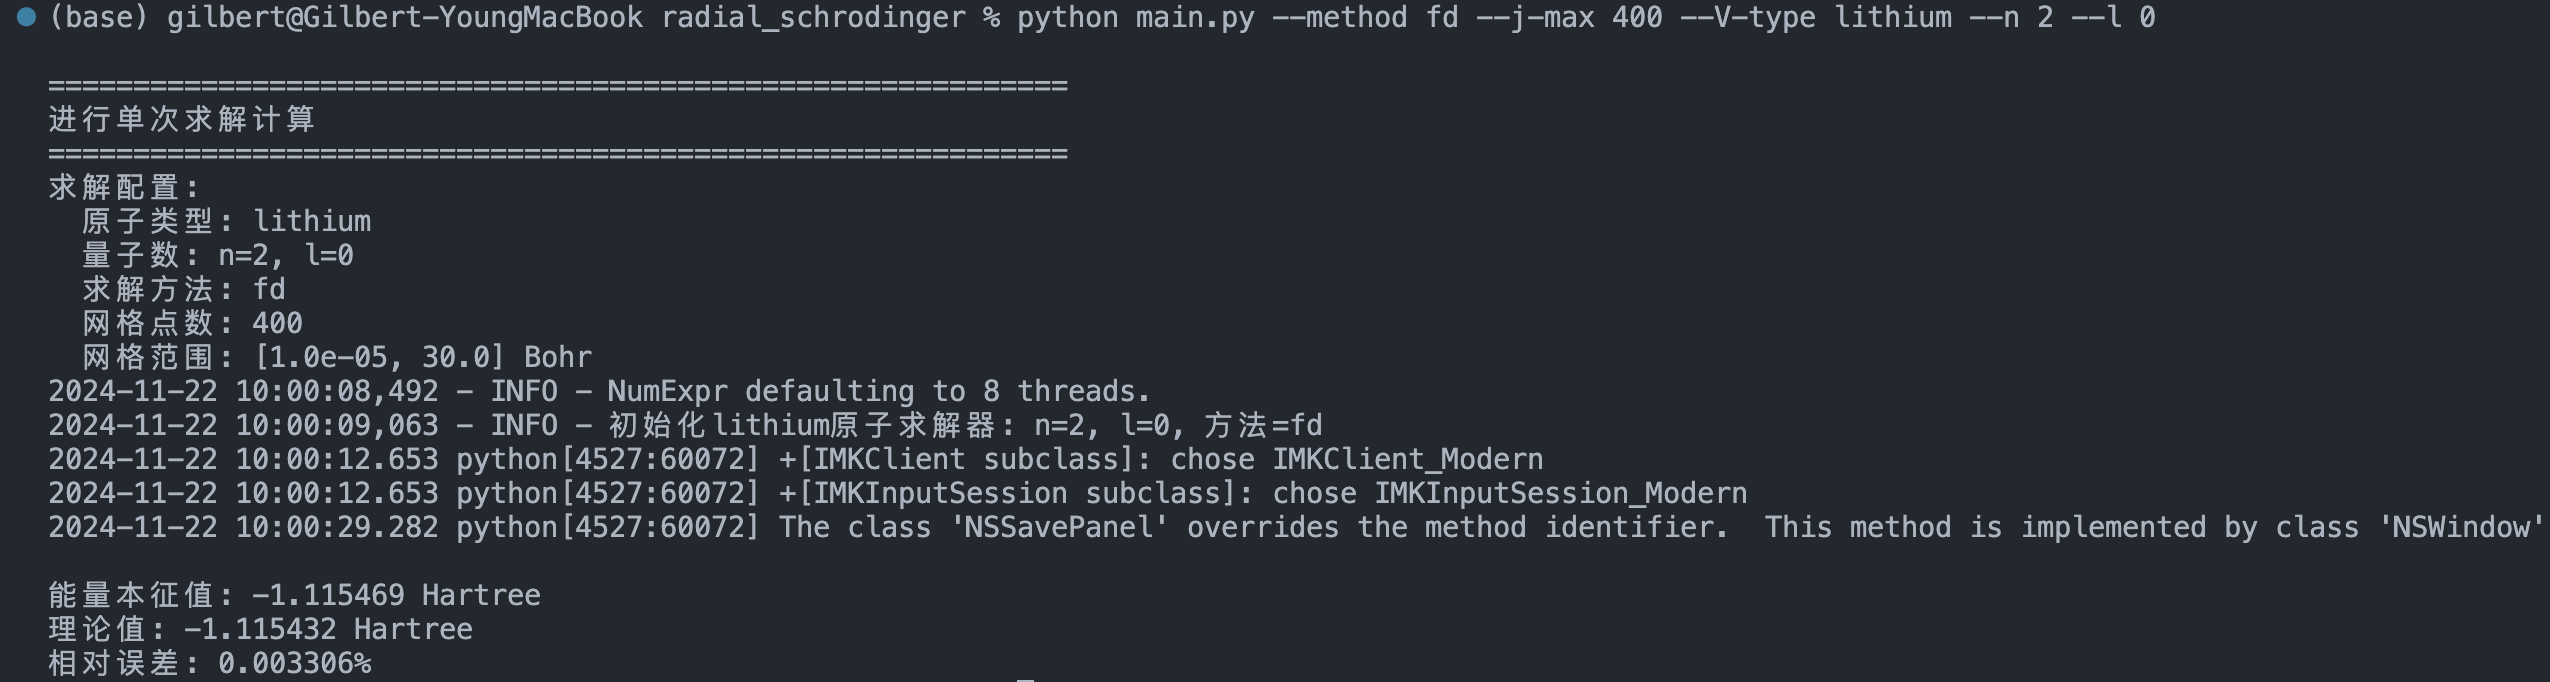 (base) gilbert@Gilbert-YoungMacBook radial_schrodinger % python main.py --method fd --j-max 400 --V-type lithium --n 2 --l 0
============================================================
进行单次求解计算
============================================================
求解配置:
  原子类型: lithium
  量子数: n=2, l=0
  求解方法: fd
  网格点数: 400
  网格范围: [1.0e-05, 30.0] Bohr
2024-11-22 10:00:08,492 - INFO - NumExpr defaulting to 8 threads.
2024-11-22 10:00:09,063 - INFO - 初始化lithium原子求解器: n=2, l=0, 方法=fd
2024-11-22 10:00:12.653 python[4527:60072] +[IMKClient subclass]: chose IMKClient_Modern
2024-11-22 10:00:12.653 python[4527:60072] +[IMKInputSession subclass]: chose IMKInputSession_Modern
2024-11-22 10:00:29.282 python[4527:60072] The class 'NSSavePanel' overrides the method identifier.  This method is implemented by class 'NSWindow'
能量本征值: -1.115469 Hartree
理论值: -1.115432 Hartree
相对误差: 0.003306%